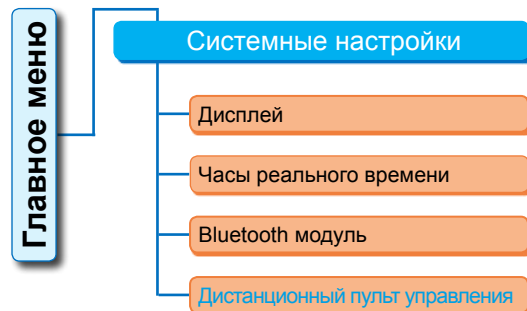 Главное меню
Системные настройки
Дисплей
Часы реального времени
Bluetooth модуль
Дистанционный пульт управления